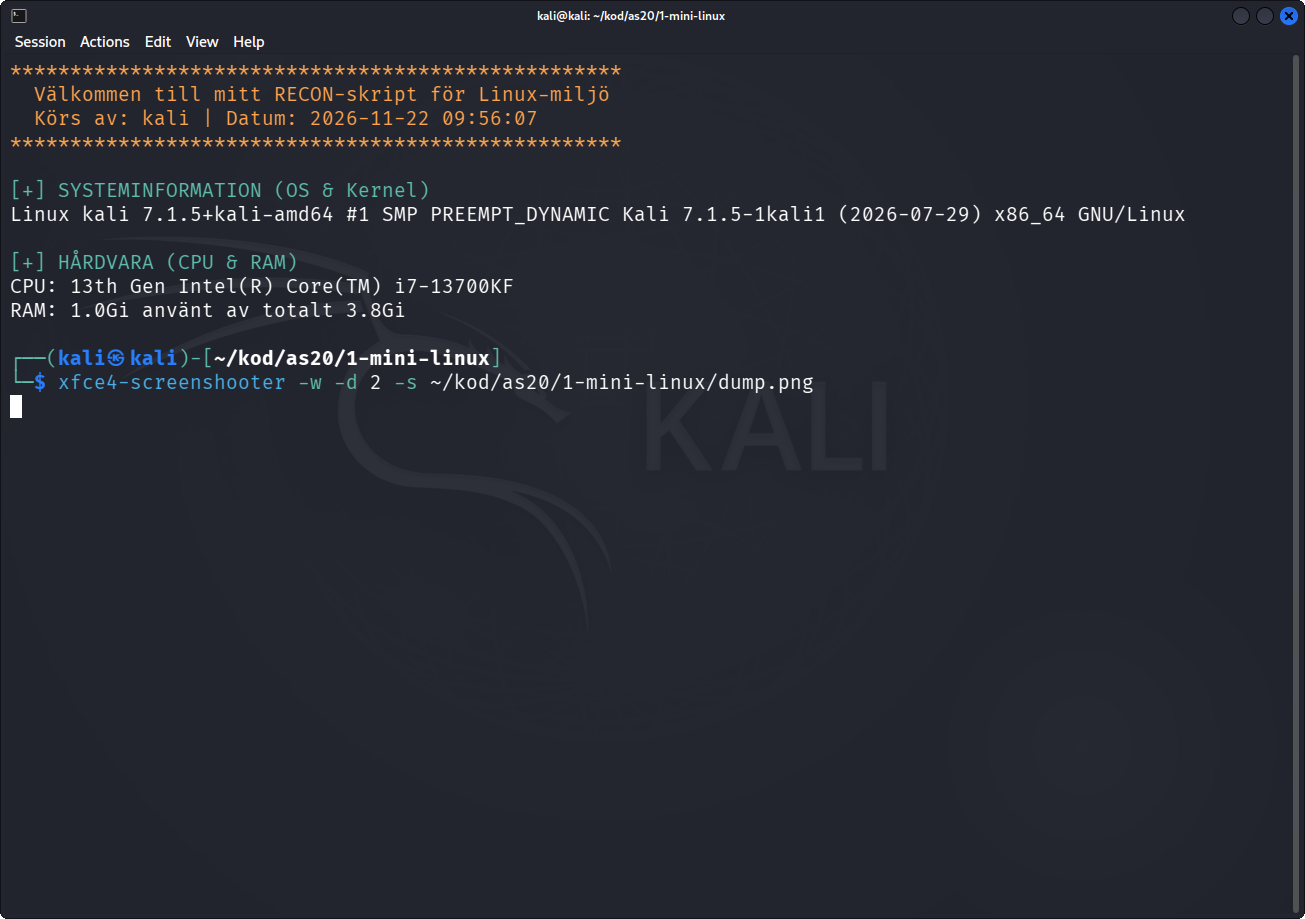 kali@kali: ~/kod/as20/1-mini-linux
Session Actions Edit View Help
***************************************************
  Välkommen till mitt RECON-skript för Linux-miljö
  Körs av: kali | Datum: 2026-11-22 09:56:07
***************************************************
[+] SYSTEMINFORMATION (OS & Kernel)
Linux kali 7.1.5+kali-amd64 #1 SMP PREEMPT_DYNAMIC Kali 7.1.5-1kali1 (2026-07-29) x86_64 GNU/Linux
[+] HÅRDVARA (CPU & RAM)
CPU: 13th Gen Intel(R) Core(TM) i7-13700KF
RAM: 1.0Gi använt av totalt 3.8Gi
┌──(kali㉿kali)-[~/kod/as20/1-mini-linux]
└─$ xfce4-screenshooter -w -d 2 -s ~/kod/as20/1-mini-linux/dump.png
KALI